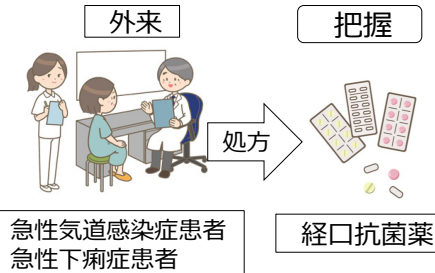 外来
把握
処方
急性気道感染症患者
急性下痢症患者
経口抗菌薬